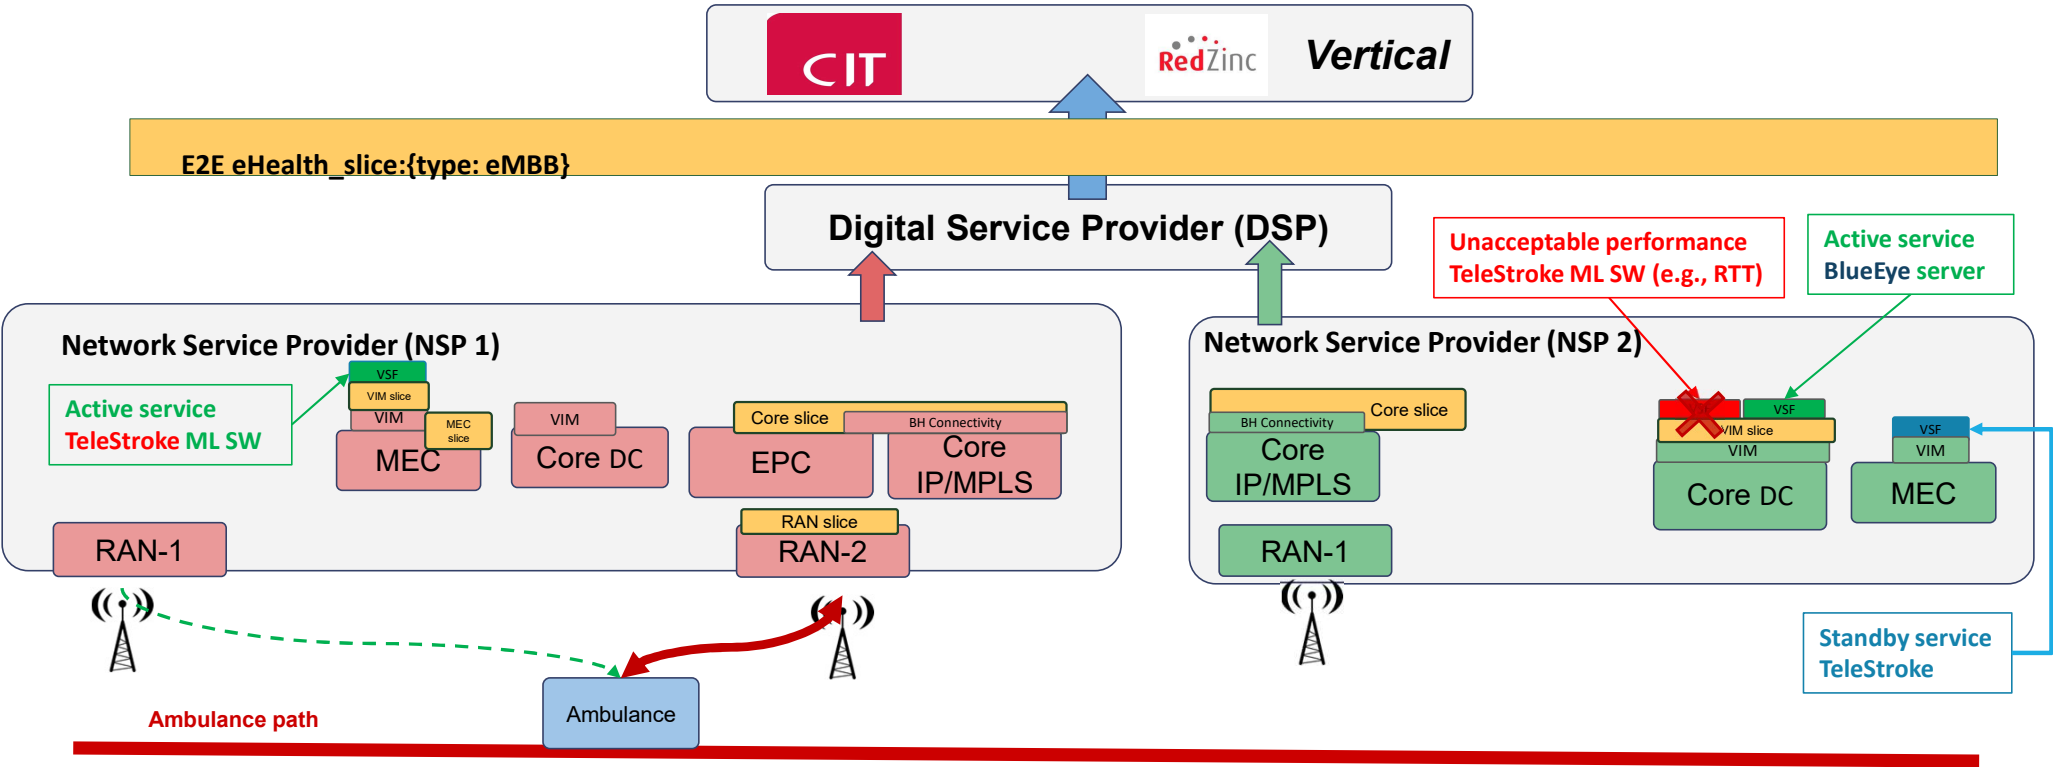 CIT
RedZinc
Vertical
E2E eHealth_slice:{type: eMBB}
Digital Service Provider (DSP)
Unacceptable performance
TeleStroke ML SW (e.g., RTT)
Active service
BlueEye server
Network Service Provider (NSP 1)
VSF
VIM slice
VIM
MEC
slice
MEC
Active service
TeleStroke ML SW
VIM
Core DC
Core slice
BH Connectivity
EPC
Core
IP/MPLS
RAN slice
RAN-1
RAN-2
Network Service Provider (NSP 2)
Core slice
BH Connectivity
Core
IP/MPLS
RAN-1
VSF
VIM slice
VIM
Core DC
VSF
VIM
MEC
Standby service
TeleStroke
Ambulance
Ambulance path